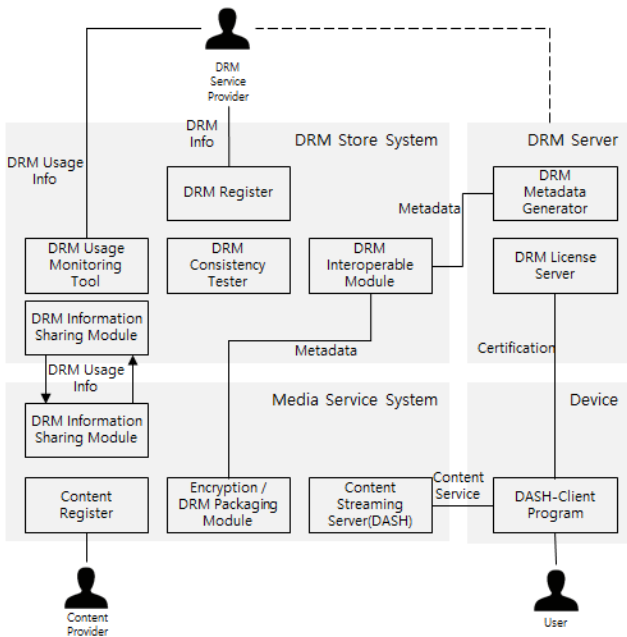 DRM
Service
Provider
DRM
Info
DRM Store System
DRM Server
DRM Usage
Info
DRM Register
DRM
Metadata
Generator
Metadata
DRM Usage
Monitoring
Tool
DRM
Consistency
Tester
DRM
Interoperable
Module
DRM License
Server
DRM Information
Sharing Module
Metadata
Certification
DRM Usage
Info
Media Service System
Device
DRM Information
Sharing Module
Content
Register
Encryption /
DRM Packaging
Module
Content
Streaming
Server(DASH)
Content
Service
DASH-Client
Program
Content
Provider
User